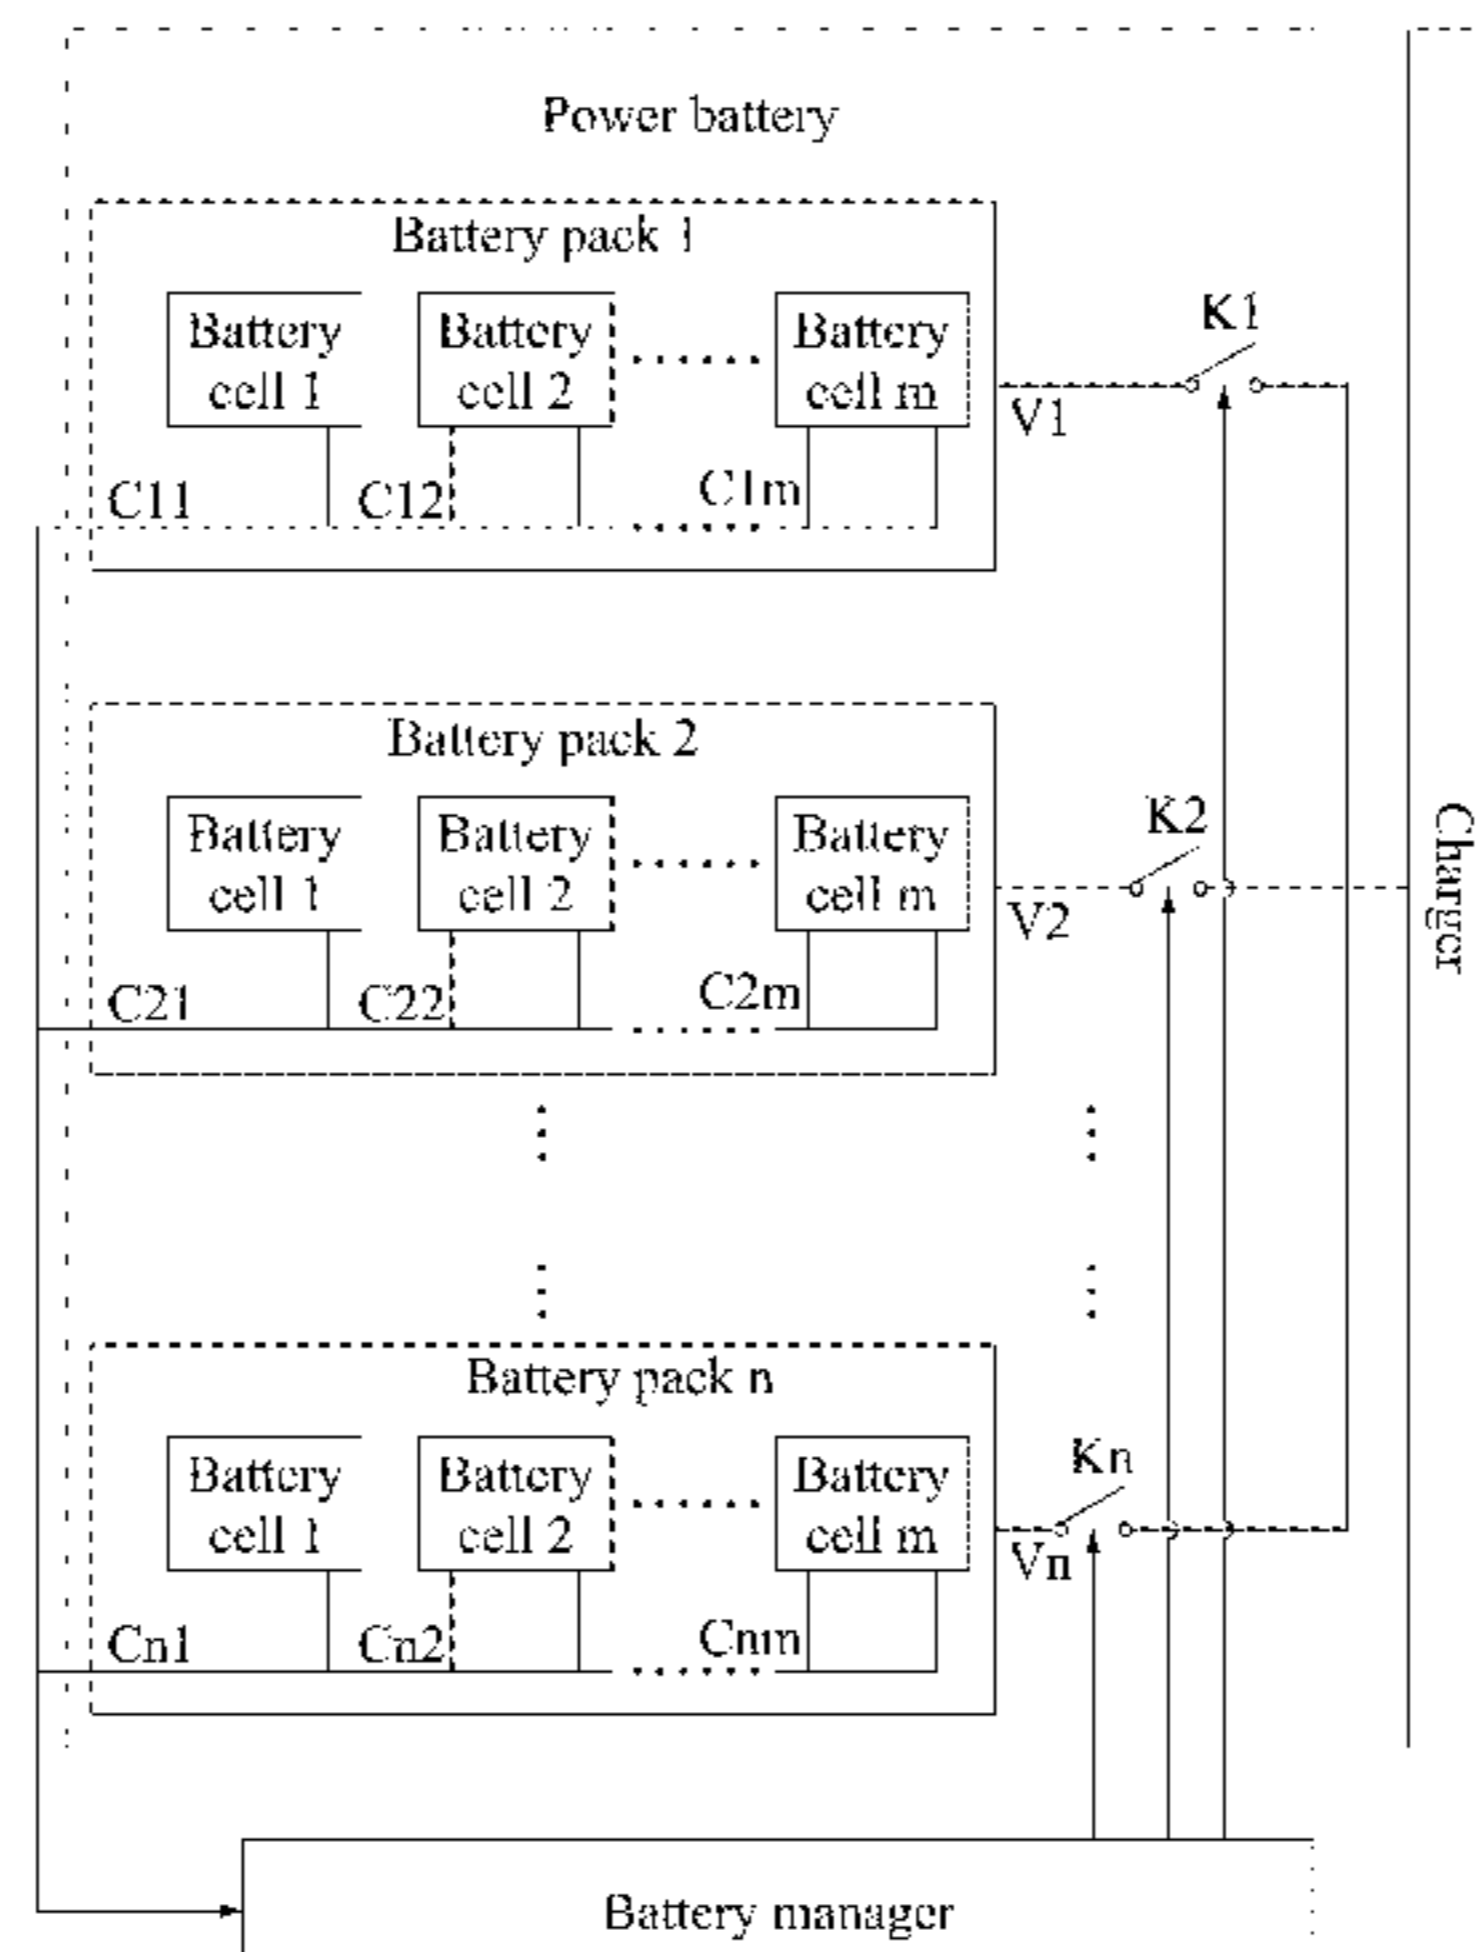 Power battery
Battery pack 1
Battery
cell 1
Battery
cell 2
Battery
cell m
K1
V1
C11
C12
C1m
Battery pack 2
Battery
cell 1
Battery
cell 2
Battery
cell m
K2
V2
C21
C22
C2m
Charger
Battery pack n
Battery
cell 1
Battery
cell 2
Battery
cell m
Kn
Vn
Cn1
Cn2
Cnm
Battery manager